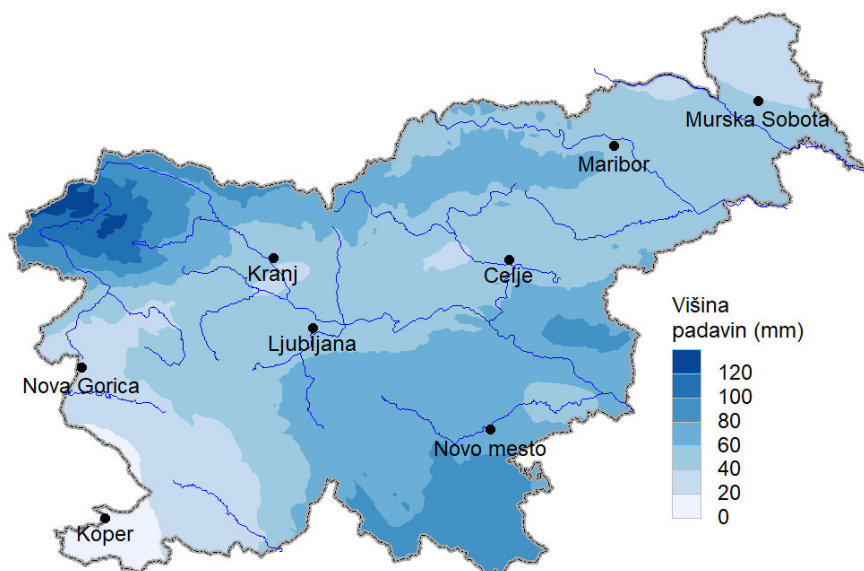 Murska Sobota
Maribor
Kranj
Celje
Ljubljana
Nova Gorica
Novo mesto
Koper
Višina
padavin (mm)
120
100
80
60
40
20
0